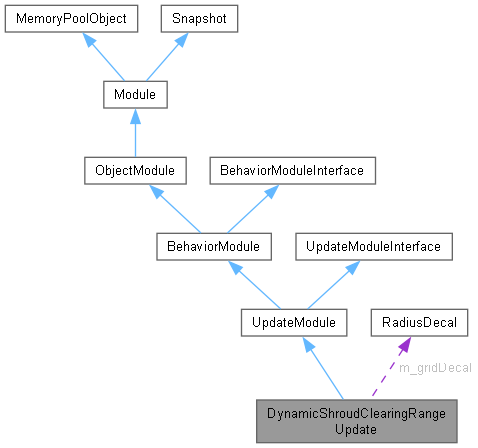 MemoryPoolObject
Snapshot
Module
ObjectModule
BehaviorModuleInterface
BehaviorModule
UpdateModuleInterface
UpdateModule
RadiusDecal
m_gridDecal
DynamicShroudClearingRange
Update